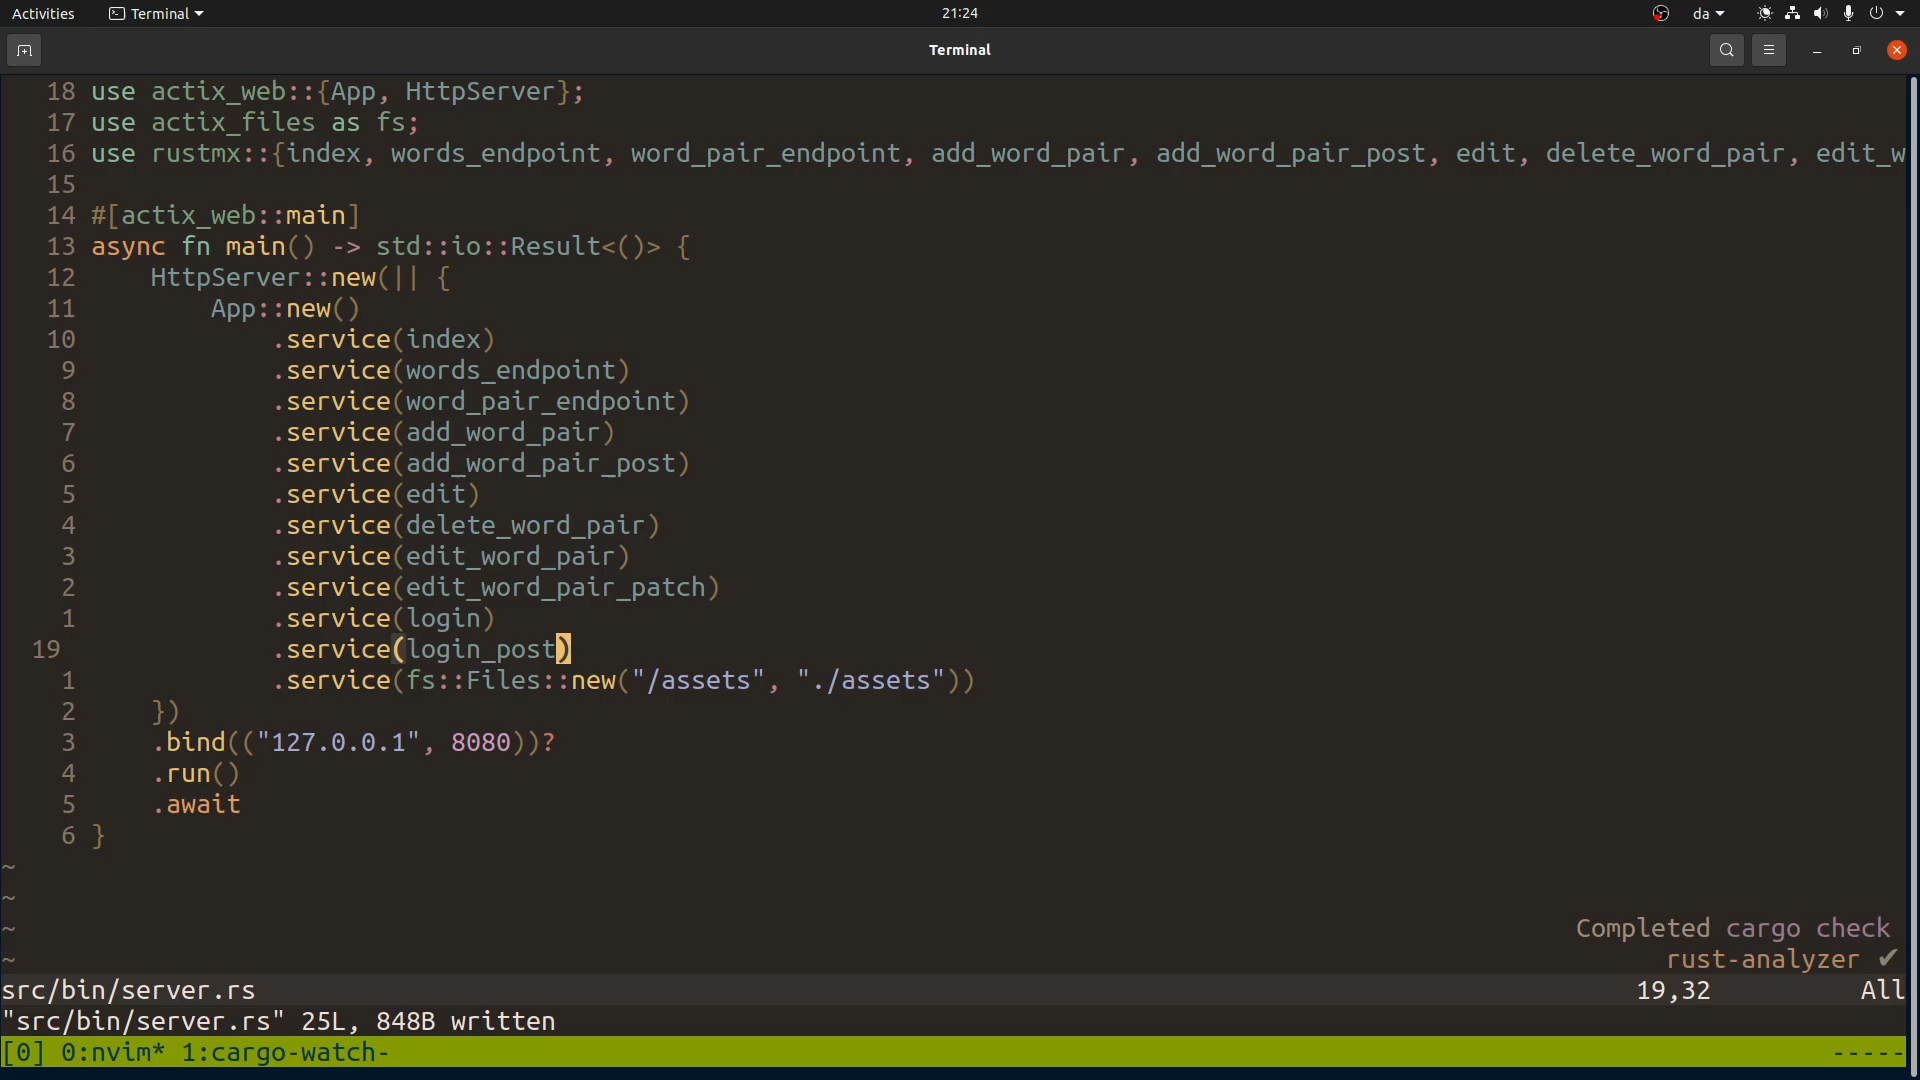 Activities Terminal 21:24 da
Terminal
18 use actix_web::{App, HttpServer};
17 use actix_files as fs;
16 use rustmx::{index, words_endpoint, word_pair_endpoint, add_word_pair, add_word_pair_post, edit, delete_word_pair, edit_w
15
14 #[actix_web::main]
13 async fn main() -> std::io::Result<()> {
12     HttpServer::new(|| {
11         App::new()
10             .service(index)
9             .service(words_endpoint)
8             .service(word_pair_endpoint)
7             .service(add_word_pair)
6             .service(add_word_pair_post)
5             .service(edit)
4             .service(delete_word_pair)
3             .service(edit_word_pair)
2             .service(edit_word_pair_patch)
1             .service(login)
19             .service(login_post)
1             .service(fs::Files::new("/assets", "./assets"))
2     })
3     .bind(("127.0.0.1", 8080))?
4     .run()
5     .await
6 }
~
~
~ Completed cargo check
~ rust-analyzer ✔
src/bin/server.rs 19,32 All
"src/bin/server.rs" 25L, 848B written
[0] 0:nvim* 1:cargo-watch- -----